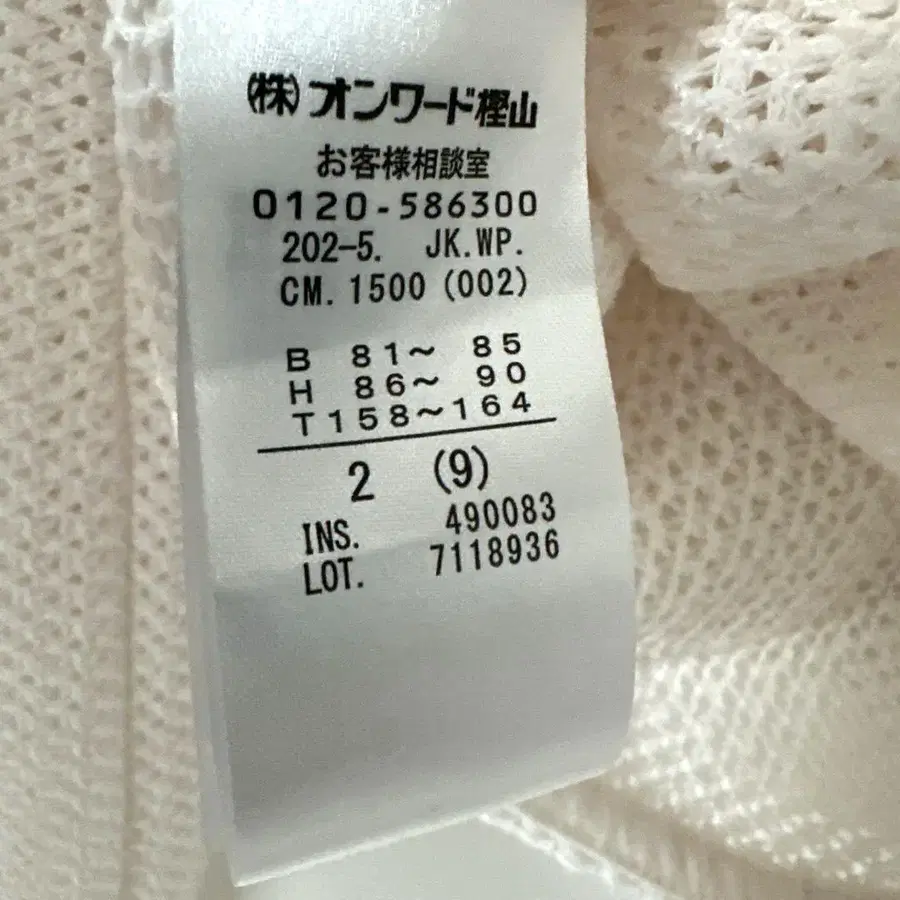 (株)オンワード樫山
お客様相談室
0120-586300
202-5. JK.WP.
CM. 1500 (002)
B 81～ 85
H 86～ 90
T158～164
2 (9)
INS. 490083
LOT. 7118936